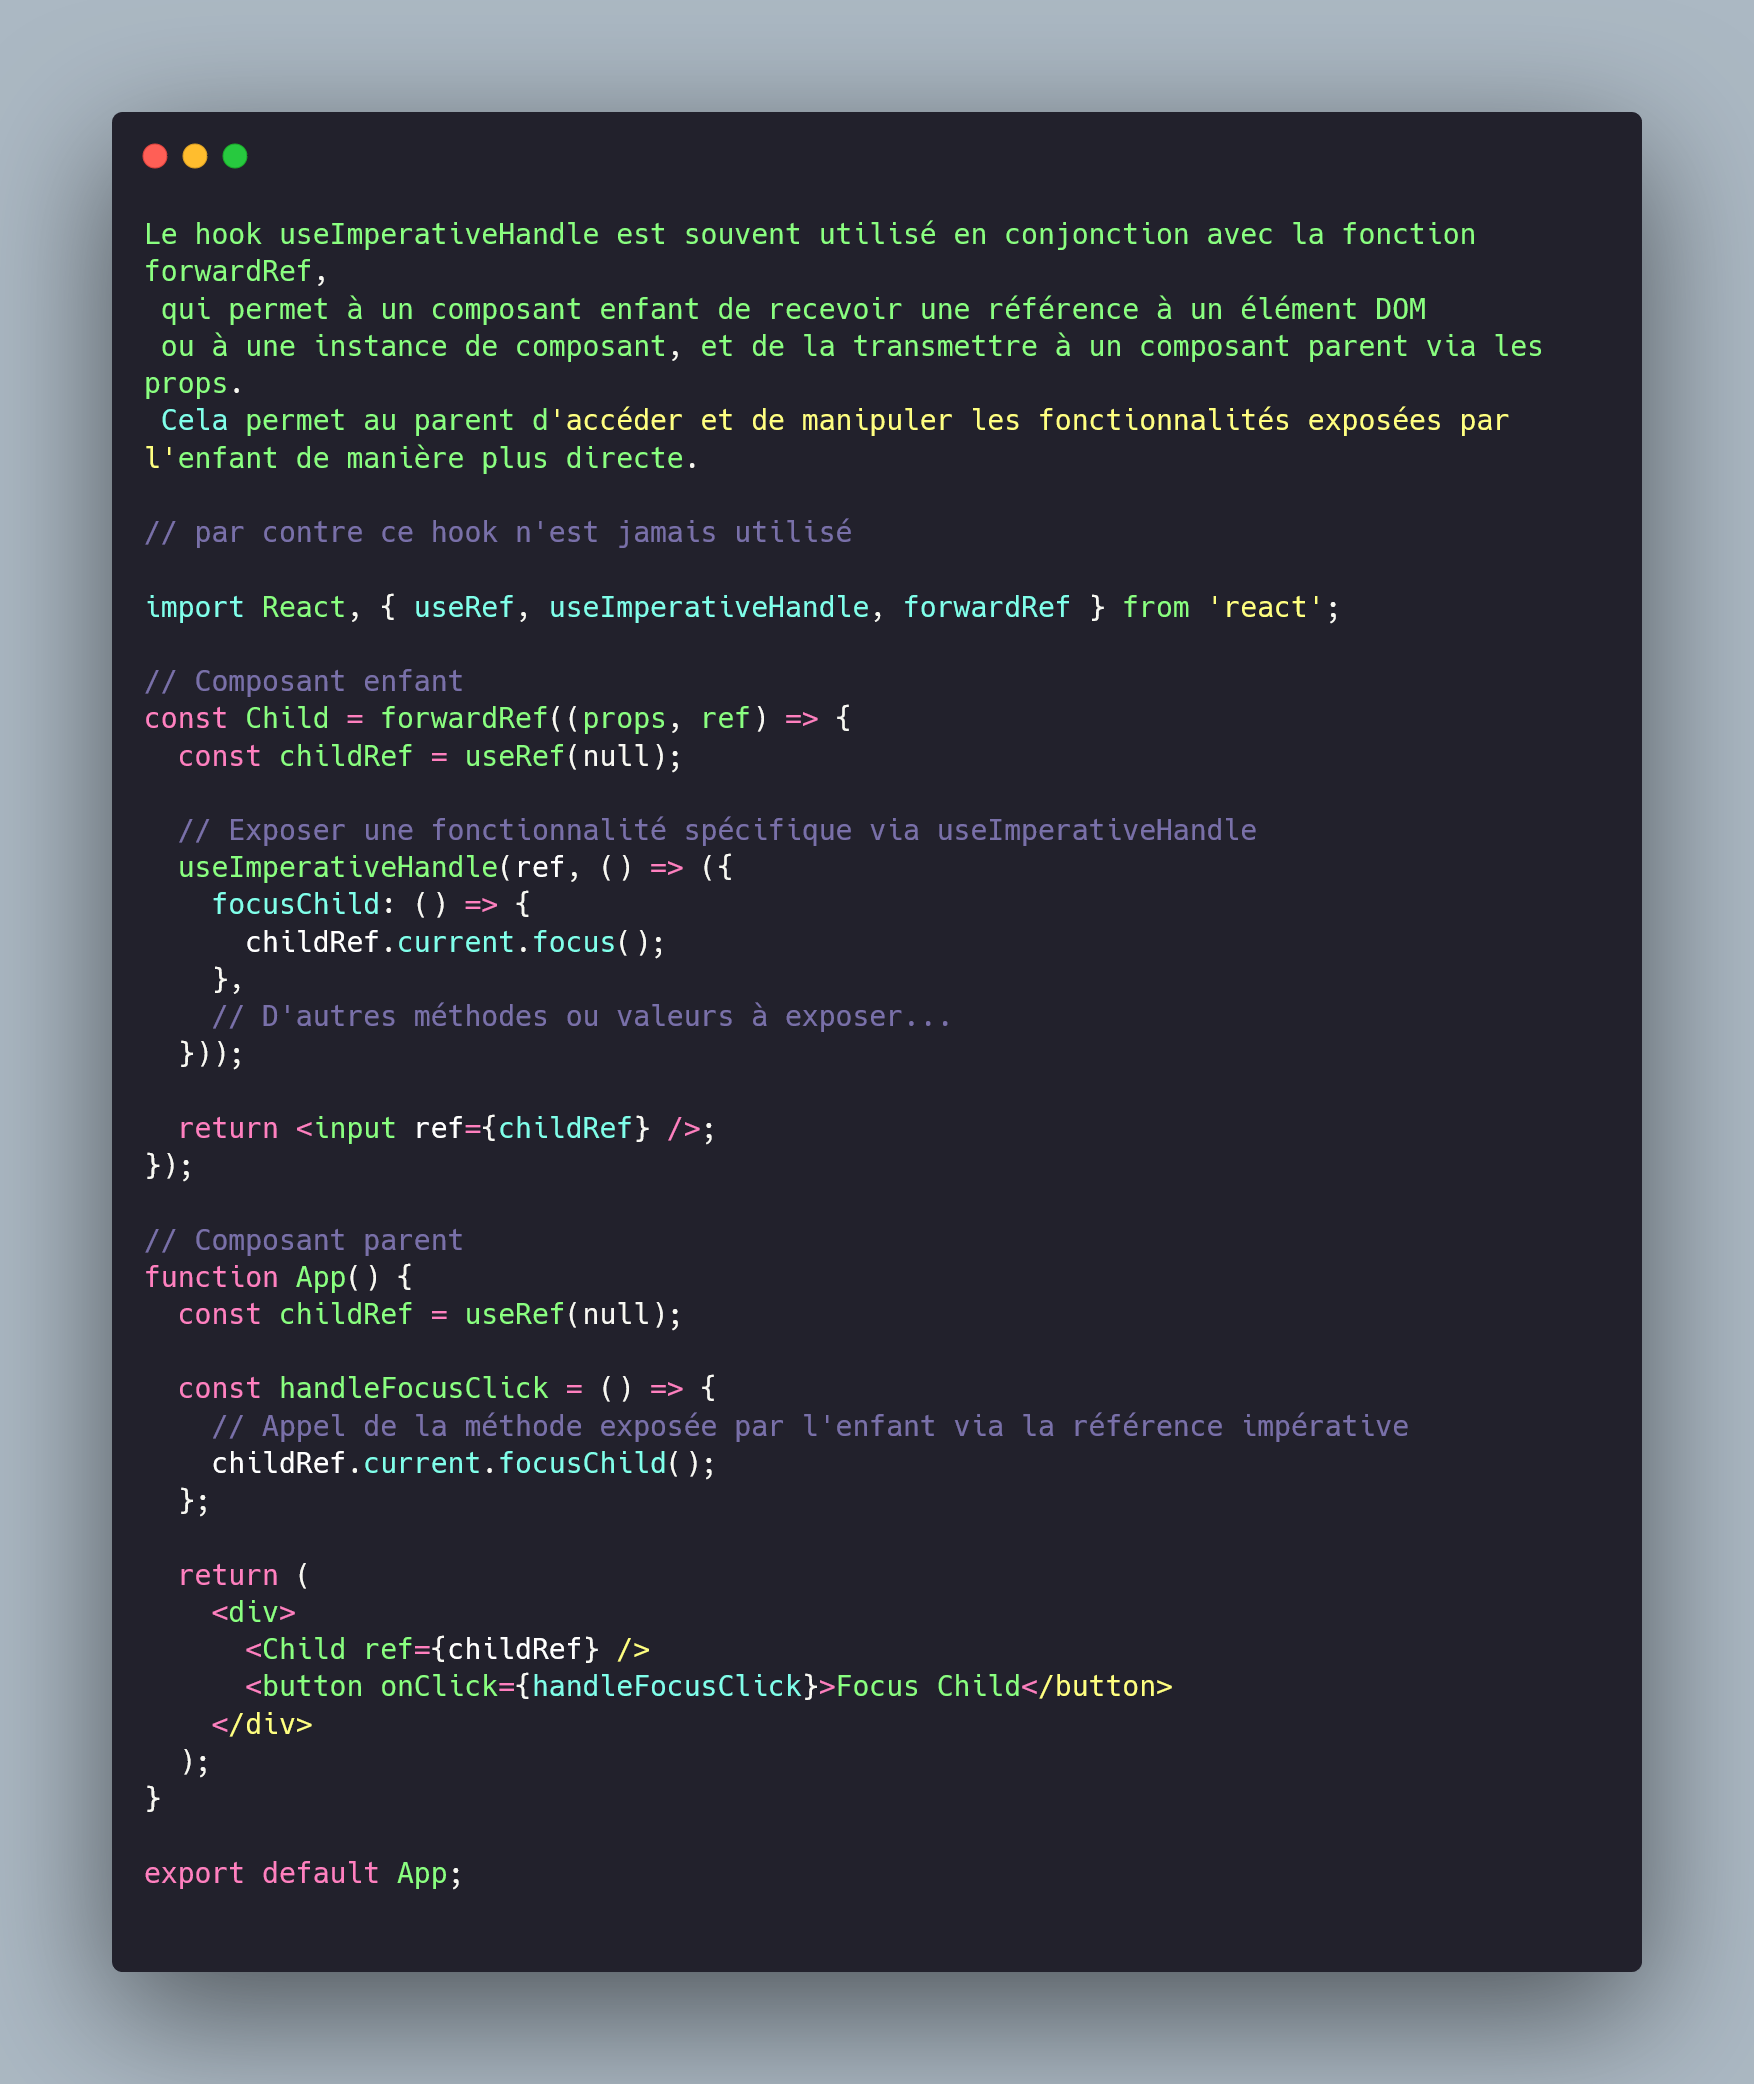 Le hook useImperativeHandle est souvent utilisé en conjonction avec la fonction
forwardRef,
 qui permet à un composant enfant de recevoir une référence à un élément DOM
 ou à une instance de composant, et de la transmettre à un composant parent via les
props.
 Cela permet au parent d'accéder et de manipuler les fonctionnalités exposées par
l'enfant de manière plus directe.

// par contre ce hook n'est jamais utilisé

import React, { useRef, useImperativeHandle, forwardRef } from 'react';

// Composant enfant
const Child = forwardRef((props, ref) => {
  const childRef = useRef(null);

  // Exposer une fonctionnalité spécifique via useImperativeHandle
  useImperativeHandle(ref, () => ({
    focusChild: () => {
      childRef.current.focus();
    },
    // D'autres méthodes ou valeurs à exposer...
  }));

  return <input ref={childRef} />;
});

// Composant parent
function App() {
  const childRef = useRef(null);

  const handleFocusClick = () => {
    // Appel de la méthode exposée par l'enfant via la référence impérative
    childRef.current.focusChild();
  };

  return (
    <div>
      <Child ref={childRef} />
      <button onClick={handleFocusClick}>Focus Child</button>
    </div>
  );
}

export default App;